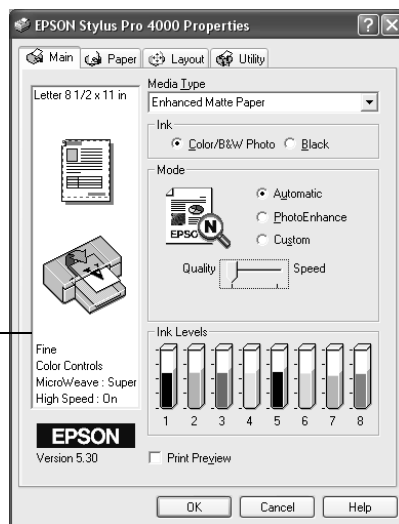 EPSON Stylus Pro 4000 Properties
Main Paper Layout Utility
Letter 8 1/2 x 11 in
Media Type
Enhanced Matte Paper
Ink
Color/B&W Photo Black
Mode
EPSO
N
Automatic
PhotoEnhance
Custom
Quality Speed
Fine
Color Controls
MicroWeave : Super
High Speed : On
Ink Levels
1 2 3 4 5 6 7 8
EPSON
Version 5.30
Print Preview
OK Cancel Help